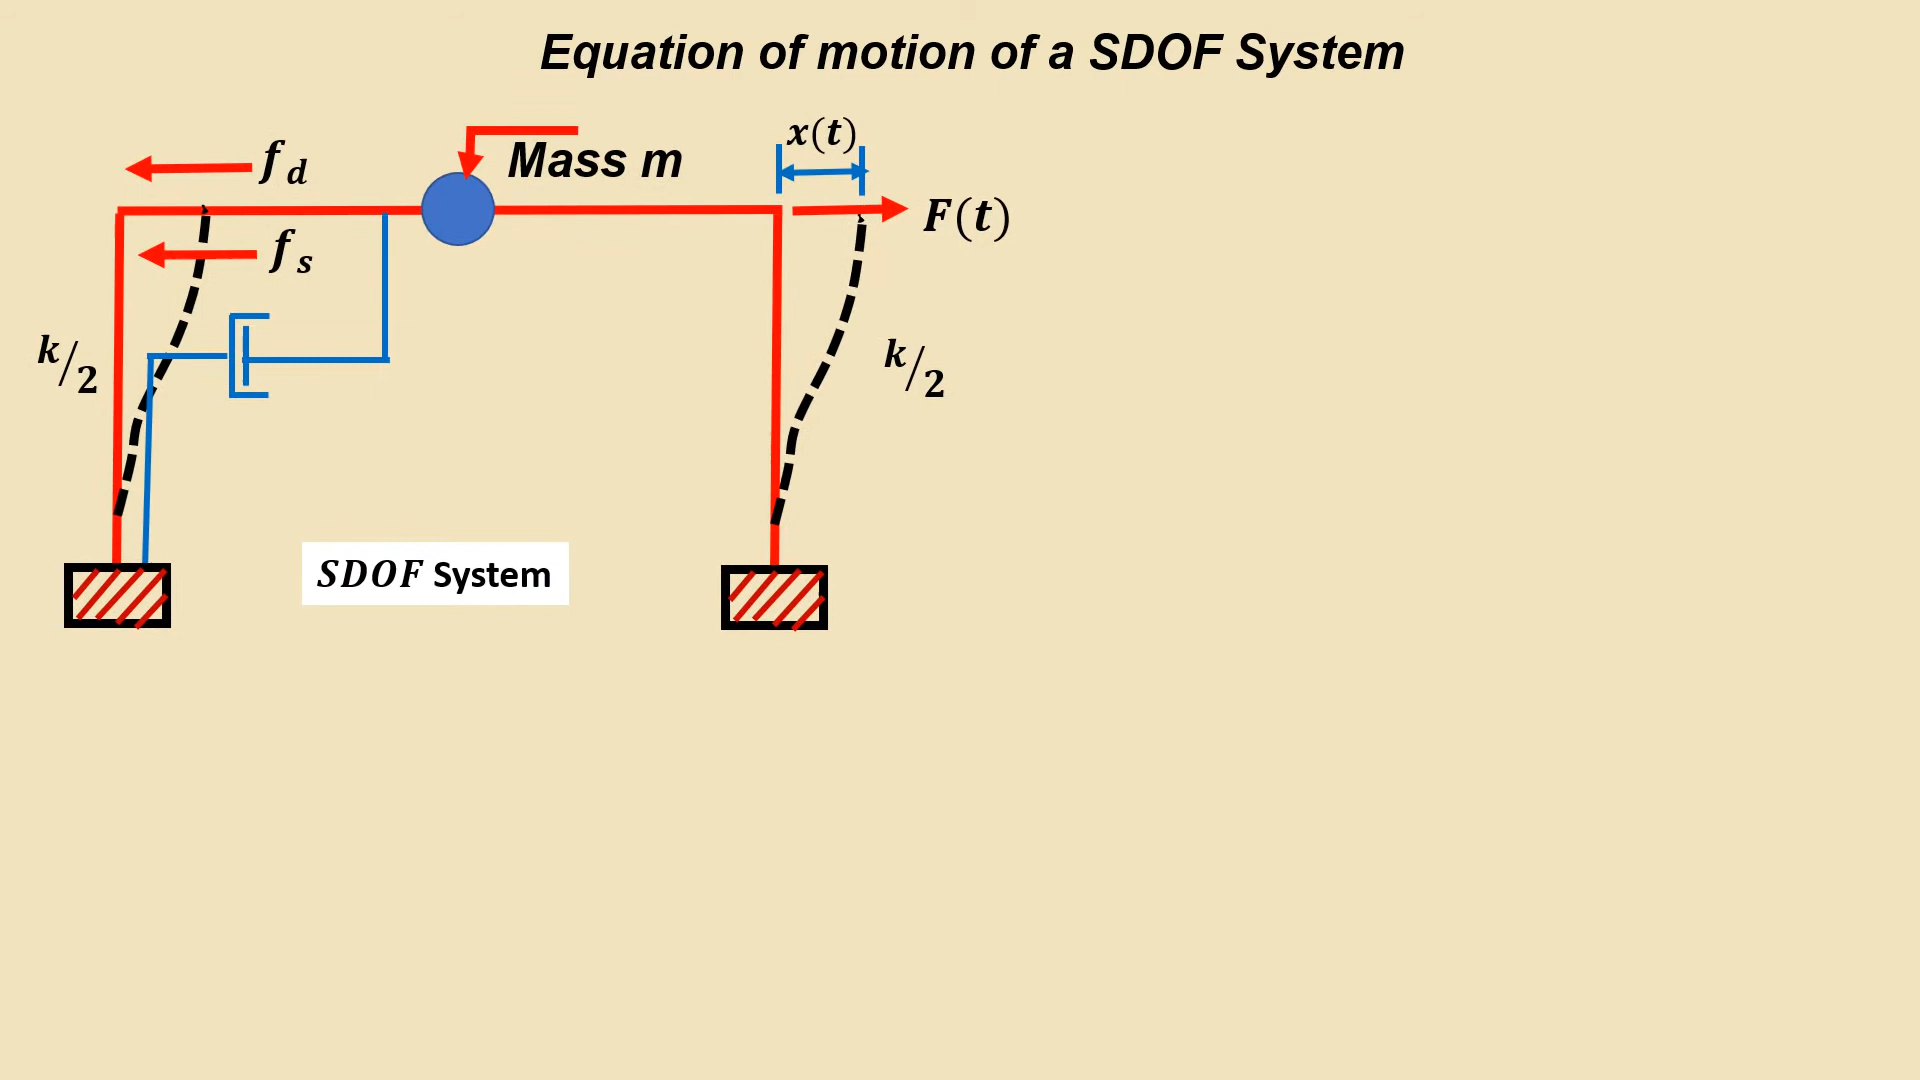 Equation of motion of a SDOF System
x(t)
f_d
Mass m
F(t)
f_s
k/2
k/2
SDOF System